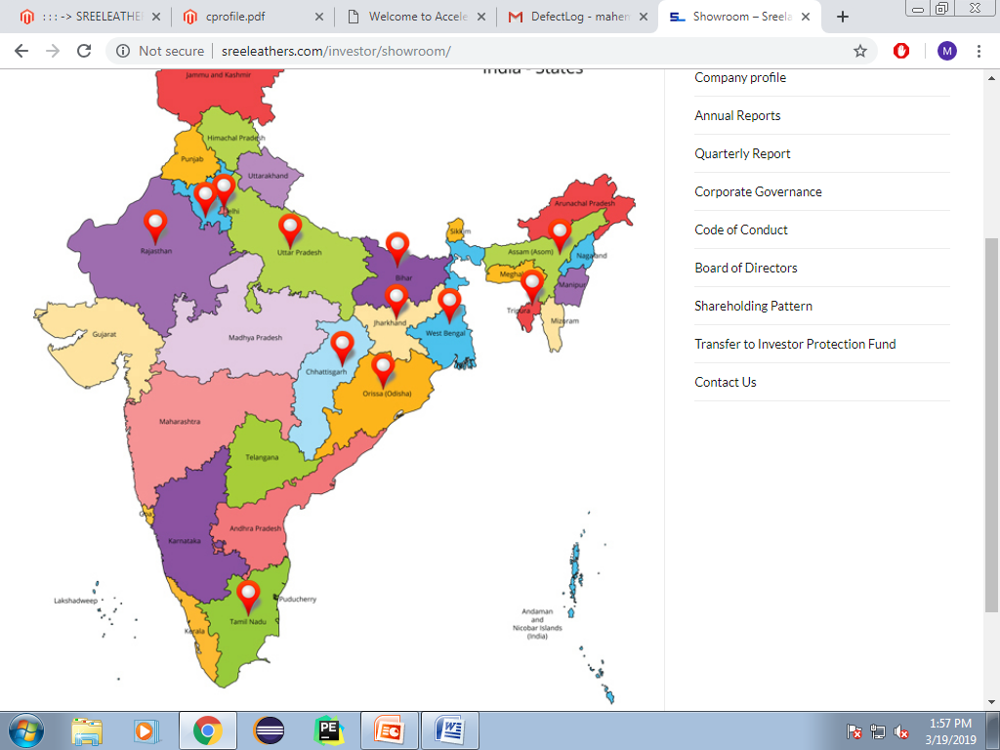 : : : -> SREELEATHE
cprofile.pdf
Welcome to Accele
DefectLog - mahen
Showroom – Sreela
Not secure
sreeleathers.com/investor/showroom/
M
India - States
Jammu and Kashmir
Himachal Pradesh
Punjab
Uttarakhand
Delhi
Arunachal Pradesh
Sikkim
Rajasthan
Uttar Pradesh
Assam (Asom)
Nagaland
Bihar
Manipur
Tripura
Mizoram
Jharkhand
West Bengal
Gujarat
Madhya Pradesh
Chhattisgarh
Orissa (Odisha)
Maharashtra
Telangana
Goa
Andhra Pradesh
Karnataka
Lakshadweep
Puducherry
Tamil Nadu
Kerala
Andaman
and
Nicobar Islands
(India)
Company profile
Annual Reports
Quarterly Report
Corporate Governance
Code of Conduct
Board of Directors
Shareholding Pattern
Transfer to Investor Protection Fund
Contact Us
PE
1:57 PM
3/19/2019